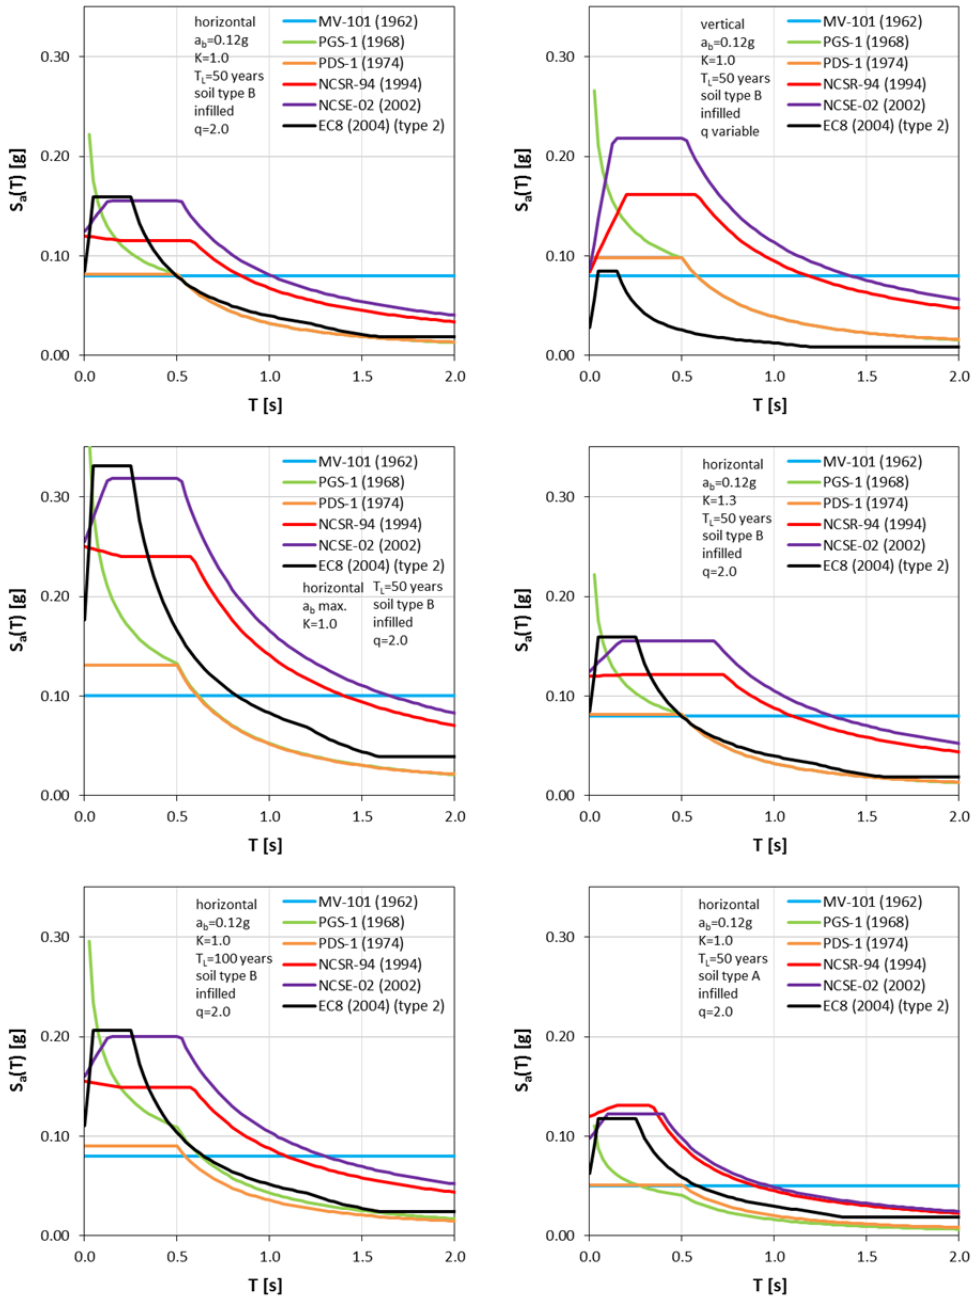 horizontal
a_b=0.12g
K=1.0
T_L=50 years
soil type B
infilled
q=2.0
MV-101 (1962)
PGS-1 (1968)
PDS-1 (1974)
NCSR-94 (1994)
NCSE-02 (2002)
EC8 (2004) (type 2)
S_a(T) [g]
0.30
0.20
0.10
0.00
0.0 0.5 1.0 1.5 2.0
T [s]
vertical
a_b=0.12g
K=1.0
T_L=50 years
soil type B
infilled
q variable
MV-101 (1962)
PGS-1 (1968)
PDS-1 (1974)
NCSR-94 (1994)
NCSE-02 (2002)
EC8 (2004) (type 2)
S_a(T) [g]
0.30
0.20
0.10
0.00
0.0 0.5 1.0 1.5 2.0
T [s]
MV-101 (1962)
PGS-1 (1968)
PDS-1 (1974)
NCSR-94 (1994)
NCSE-02 (2002)
EC8 (2004) (type 2)
horizontal
a_b max.
K=1.0
T_L=50 years
soil type B
infilled
q=2.0
S_a(T) [g]
0.30
0.20
0.10
0.00
0.0 0.5 1.0 1.5 2.0
T [s]
horizontal
a_b=0.12g
K=1.3
T_L=50 years
soil type B
infilled
q=2.0
MV-101 (1962)
PGS-1 (1968)
PDS-1 (1974)
NCSR-94 (1994)
NCSE-02 (2002)
EC8 (2004) (type 2)
S_a(T) [g]
0.30
0.20
0.10
0.00
0.0 0.5 1.0 1.5 2.0
T [s]
horizontal
a_b=0.12g
K=1.0
T_L=100 years
soil type B
infilled
q=2.0
MV-101 (1962)
PGS-1 (1968)
PDS-1 (1974)
NCSR-94 (1994)
NCSE-02 (2002)
EC8 (2004) (type 2)
S_a(T) [g]
0.30
0.20
0.10
0.00
0.0 0.5 1.0 1.5 2.0
T [s]
horizontal
a_b=0.12g
K=1.0
T_L=50 years
soil type A
infilled
q=2.0
MV-101 (1962)
PGS-1 (1968)
PDS-1 (1974)
NCSR-94 (1994)
NCSE-02 (2002)
EC8 (2004) (type 2)
S_a(T) [g]
0.30
0.20
0.10
0.00
0.0 0.5 1.0 1.5 2.0
T [s]